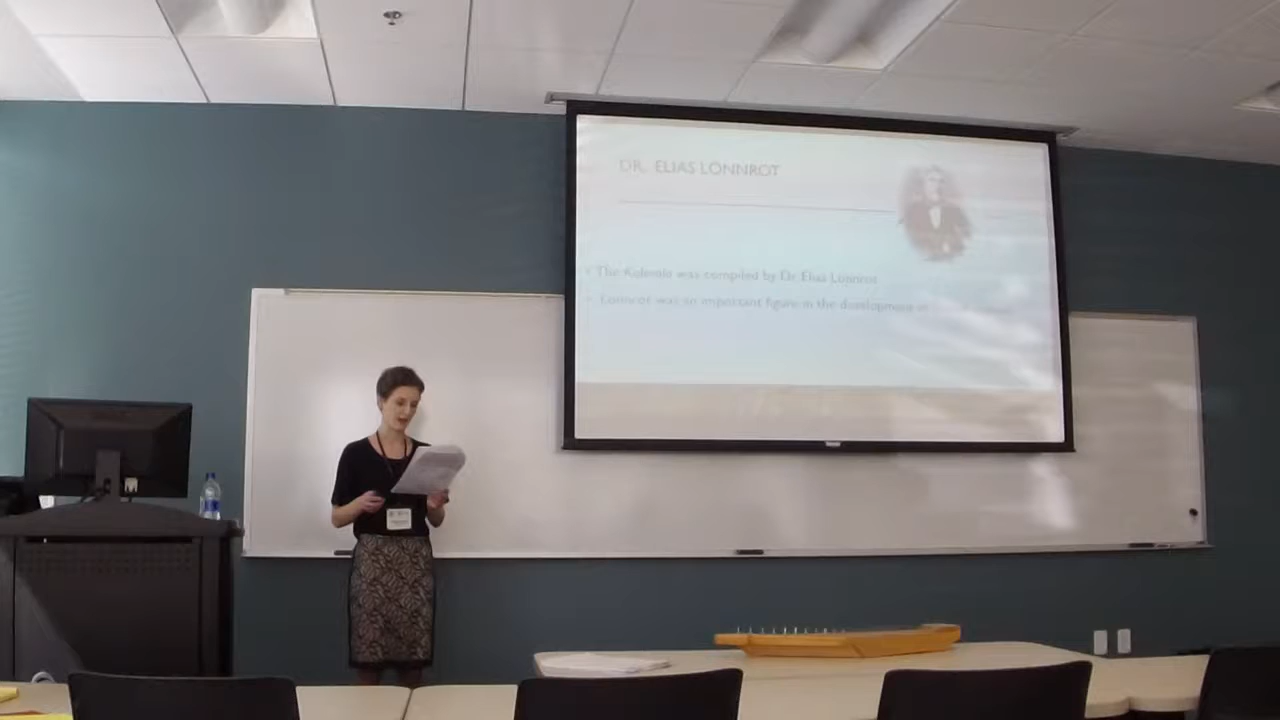 DR. ELIAS LONNROT
• The Kalevala was compiled by Dr. Elias Lonnrot
• Lonnrot was an important figure in the development of